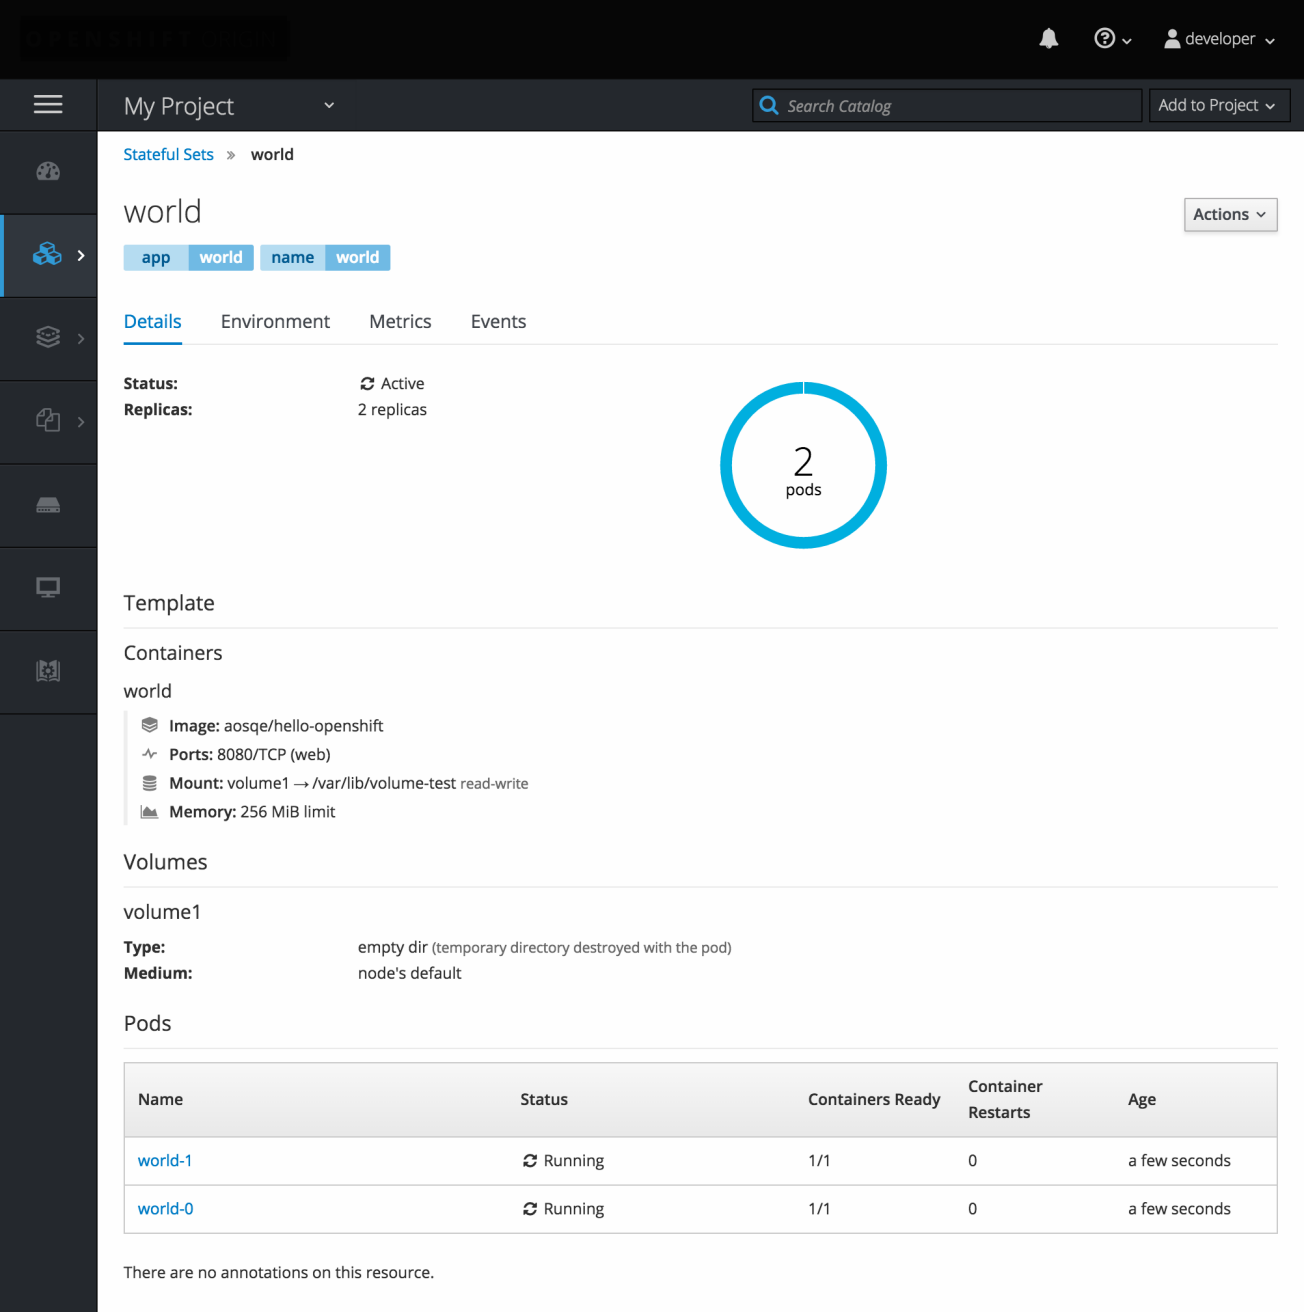 OPENSHIFT ORIGIN
developer
My Project
Search Catalog
Add to Project
Stateful Sets » world
world
Actions
app world name world
Details Environment Metrics Events
Status: Active
Replicas: 2 replicas
2
pods
Template
Containers
world
Image: aosqe/hello-openshift
Ports: 8080/TCP (web)
Mount: volume1 → /var/lib/volume-test read-write
Memory: 256 MiB limit
Volumes
volume1
Type: empty dir (temporary directory destroyed with the pod)
Medium: node's default
Pods
Name Status Containers Ready Container Restarts Age
world-1 Running 1/1 0 a few seconds
world-0 Running 1/1 0 a few seconds
There are no annotations on this resource.